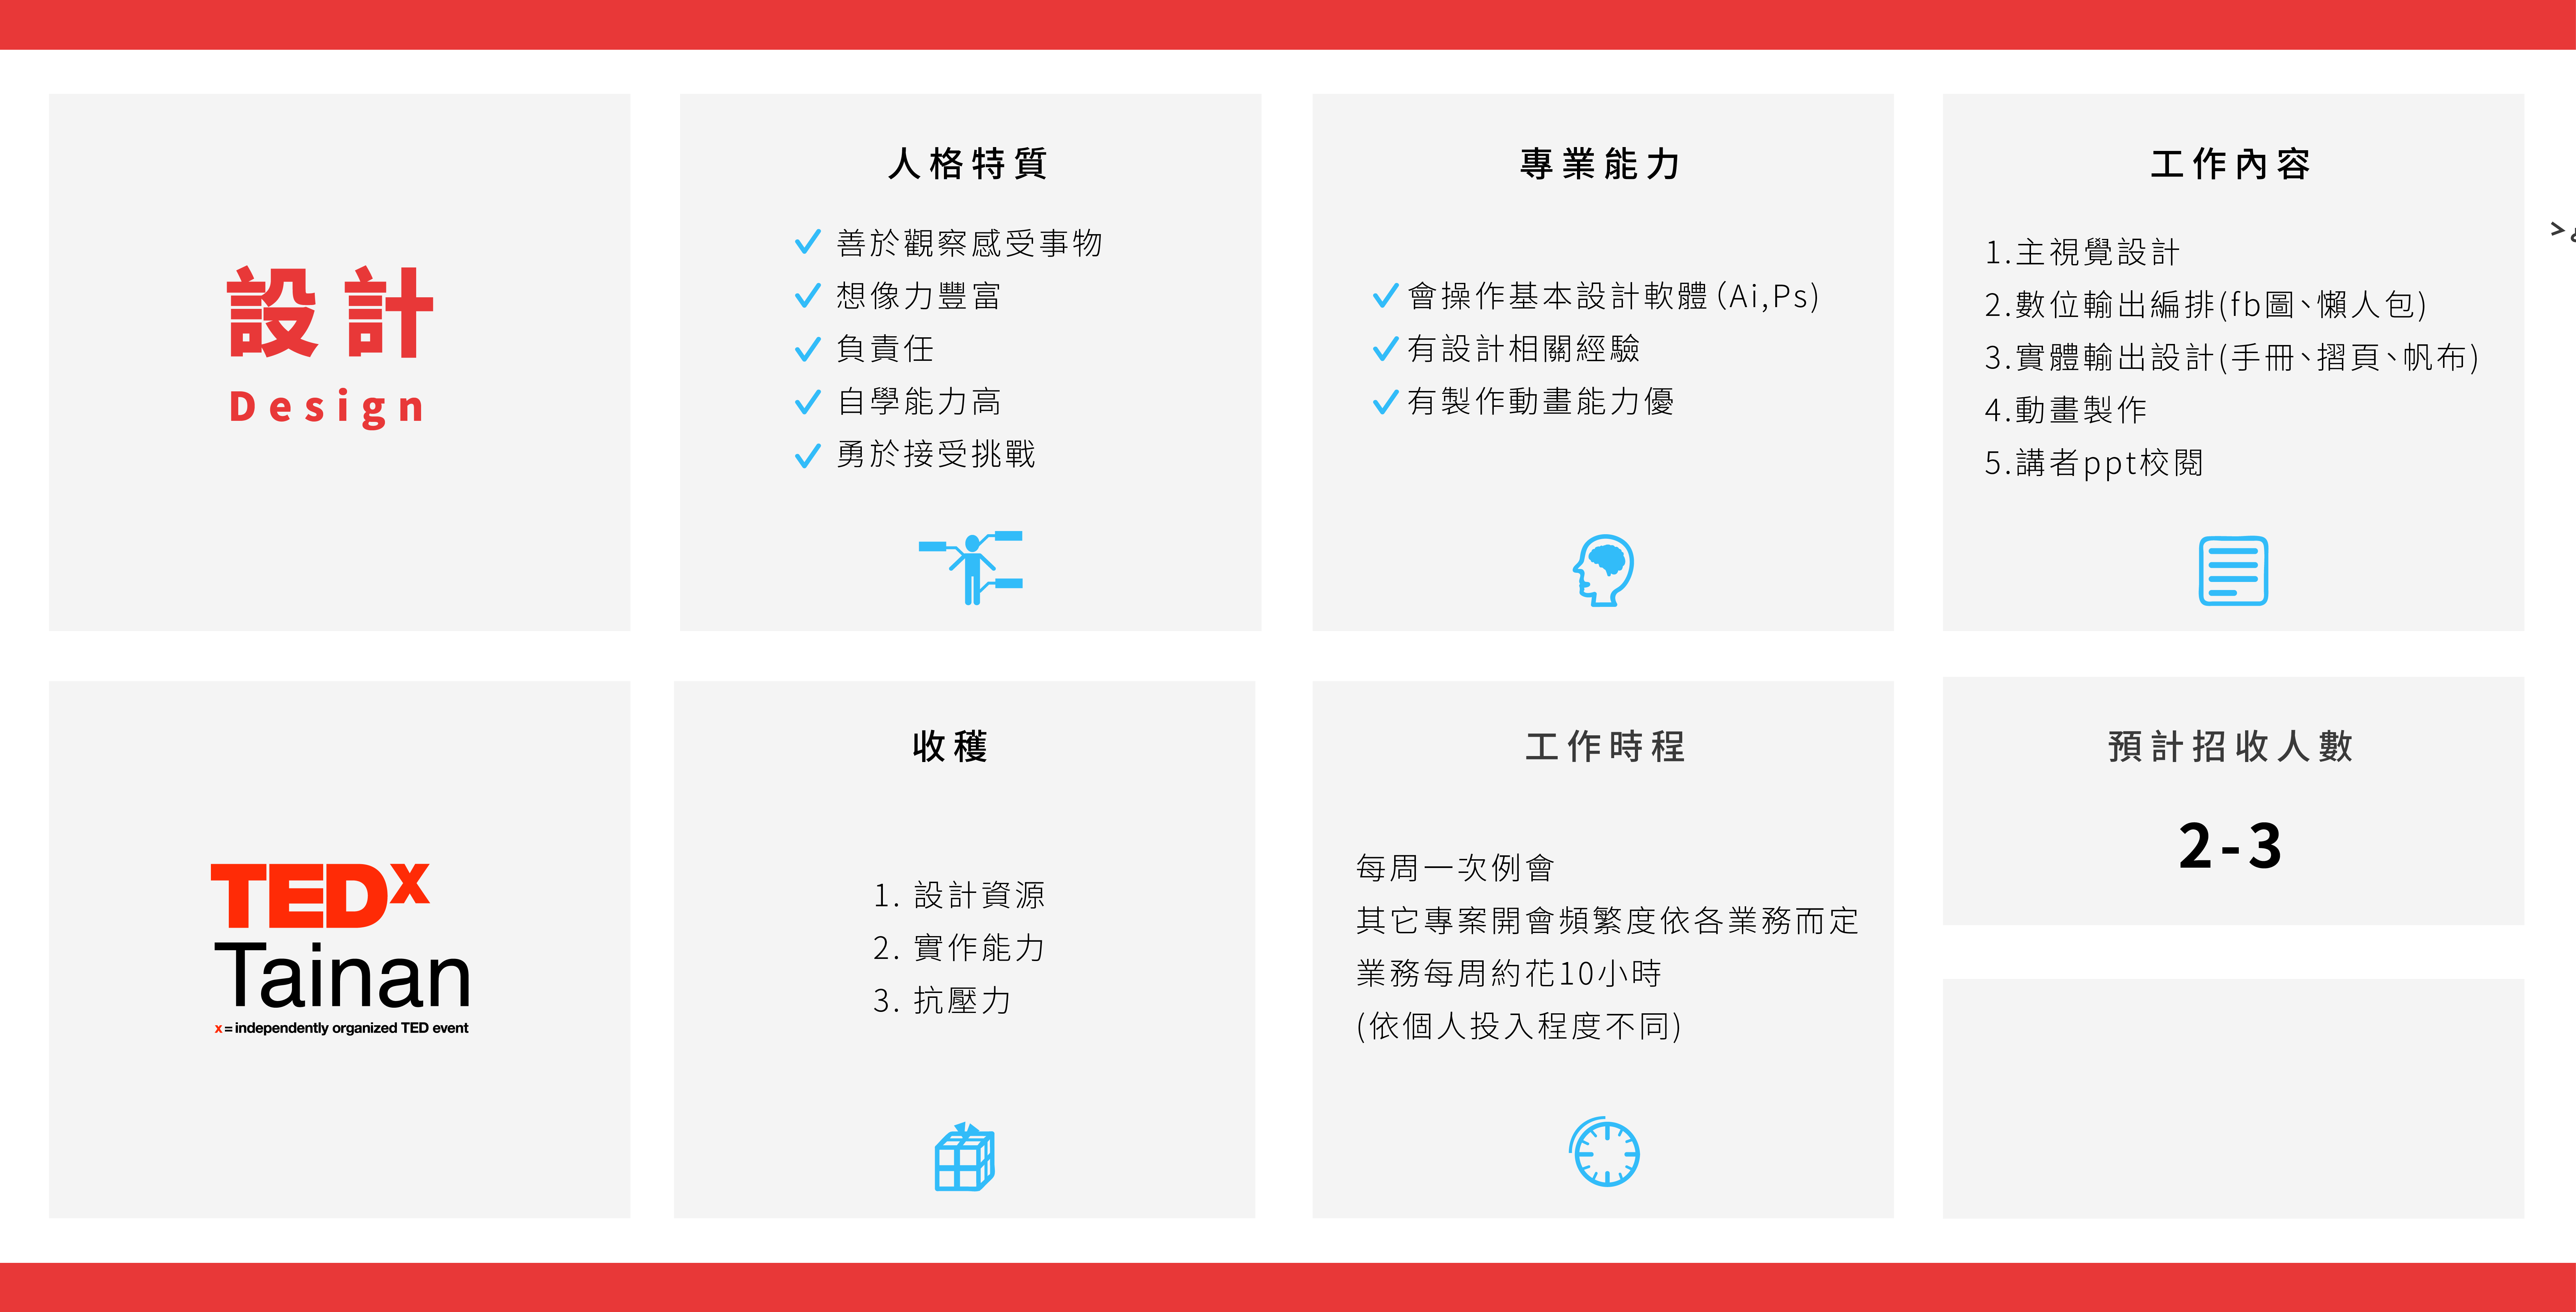 設計
Design
人格特質
善於觀察感受事物
想像力豐富
負責任
自學能力高
勇於接受挑戰
專業能力
會操作基本設計軟體（Ai,Ps)
有設計相關經驗
有製作動畫能力優
工作內容
1.主視覺設計
2.數位輸出編排(fb圖、懶人包)
3.實體輸出設計(手冊、摺頁、帆布)
4.動畫製作
5.講者ppt校閱
TEDx
Tainan
x=independently organized TED event
收穫
1. 設計資源
2. 實作能力
3. 抗壓力
工作時程
每周一次例會
其它專案開會頻繁度依各業務而定
業務每周約花10小時
(依個人投入程度不同)
預計招收人數
2-3